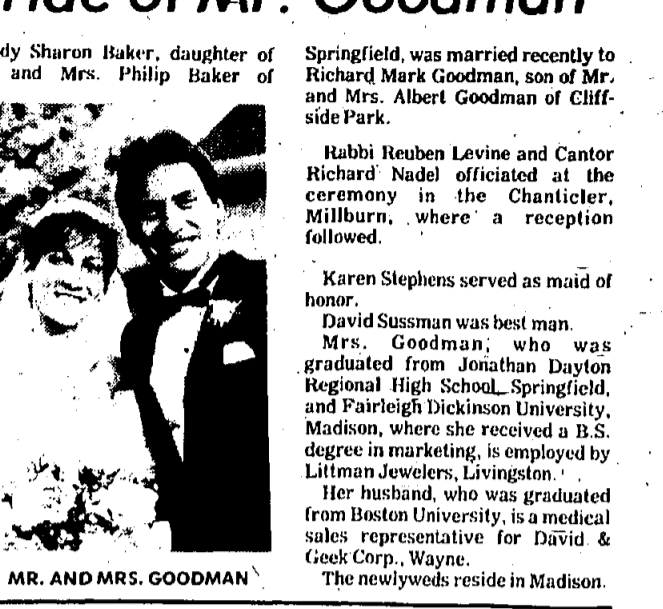 ride of Mr. Goodman
dy Sharon Baker, daughter of
and Mrs. Philip Baker of
MR. AND MRS. GOODMAN
Springfield, was married recently to
Richard Mark Goodman, son of Mr.
and Mrs. Albert Goodman of Cliff-
side Park.
Rabbi Reuben Levine and Cantor
Richard Nadel officiated at the
ceremony in the Chanticler,
Millburn, where a reception
followed.
Karen Stephens served as maid of
honor.
David Sussman was best man.
Mrs. Goodman, who was
graduated from Jonathan Dayton
Regional High School, Springfield,
and Fairleigh Dickinson University,
Madison, where she received a B.S.
degree in marketing, is employed by
Littman Jewelers, Livingston.
Her husband, who was graduated
from Boston University, is a medical
sales representative for David &
Geek Corp., Wayne.
The newlyweds reside in Madison.